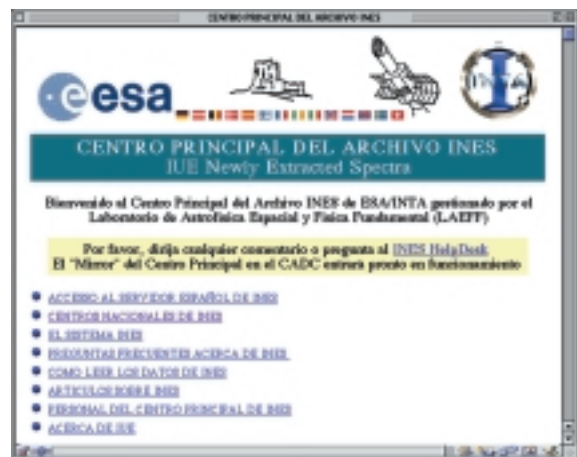 CENTRO PRINCIPAL DEL ARCHIVO INES
esa
INTA
CENTRO PRINCIPAL DEL ARCHIVO INES
IUE Newly Extracted Spectra
Bienvenido al Centro Principal del Archivo INES de ESA/INTA gestionado por el
Laboratorio de Astrofísica Espacial y Física Fundamental (LAEFF)
Por favor, dirija cualquier comentario o pregunta al INES HelpDesk
El "Mirror" del Centro Principal en el CADC entrará pronto en funcionamiento
ACCESO AL SERVIDOR ESPAÑOL DE INES
CENTROS NACIONALES DE INES
EL SISTEMA INES
PREGUNTAS FRECUENTES ACERCA DE INES
COMO LEER LOS DATOS DE INES
ARTICULOS SOBRE INES
PERSONAL DEL CENTRO PRINCIPAL DE INES
ACERCA DE IUE